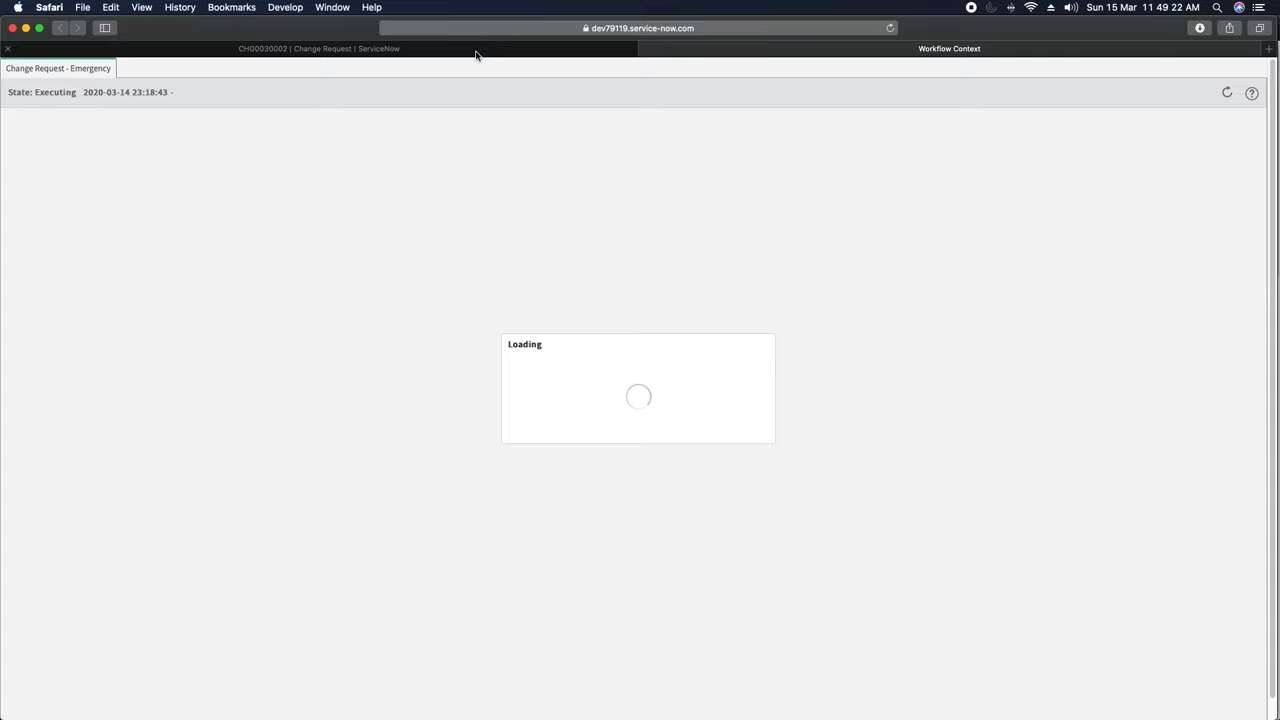 Safari File Edit View History Bookmarks Develop Window Help Sun 15 Mar 11 49 22 AM
dev79119.service-now.com
CHG0030002 | Change Request | ServiceNow Workflow Context
Change Request - Emergency
State: Executing 2020-03-14 23:18:43 -
Loading